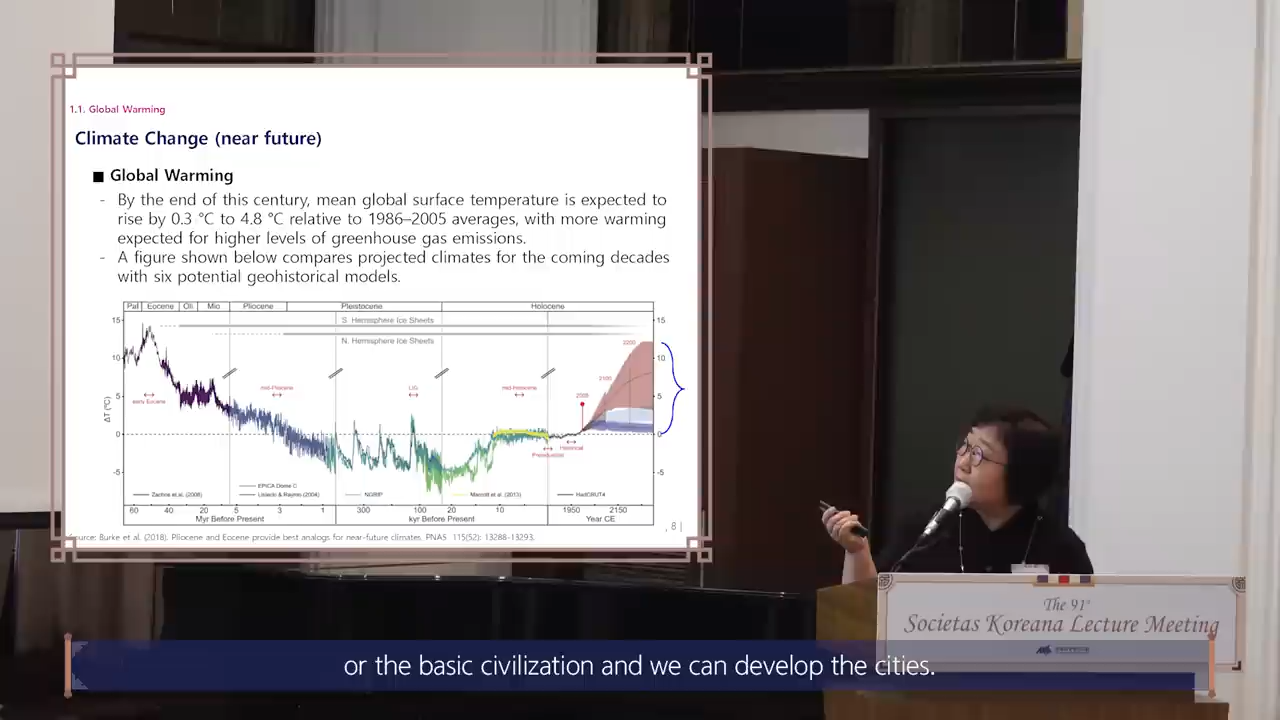 1.1. Global Warming
Climate Change (near future)
■ Global Warming
- By the end of this century, mean global surface temperature is expected to
rise by 0.3 °C to 4.8 °C relative to 1986–2005 averages, with more warming
expected for higher levels of greenhouse gas emissions.
- A figure shown below compares projected climates for the coming decades
with six potential geohistorical models.
Pal Eocene Oli Mio Pliocene Pleistocene Holocene
15 S. Hemisphere Ice Sheets 15
N. Hemisphere Ice Sheets
2200
10 10
2100
mid-Pliocene LIG mid-Holocene
early Eocene 5 2005 5
ΔT (°C)
0 0
Historical
Preindustrial
-5 -5
EPICA Dome C
Zachos et al. (2008) Lisiecki & Raymo (2004) NGRIP Marcott et al. (2013) HadCRUT4
60 40 20 5 3 1 300 100 20 10 1950 2150
Myr Before Present kyr Before Present Year CE
8 |
Source: Burke et al. (2018). Pliocene and Eocene provide best analogs for near-future climates. PNAS 115(52): 13288-13293.
The 91st
Societas Koreana Lecture Meeting
or the basic civilization and we can develop the cities.